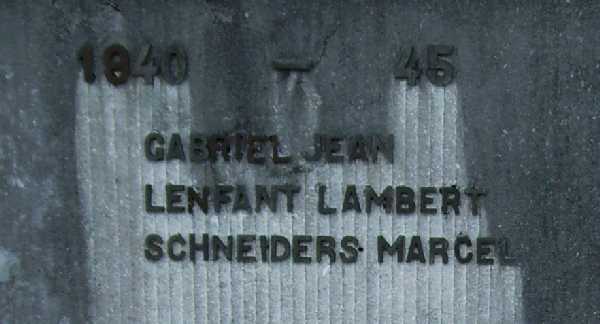 1940 — 45
GABRIEL JEAN
LENFANT LAMBERT
SCHNEIDERS MARCEL